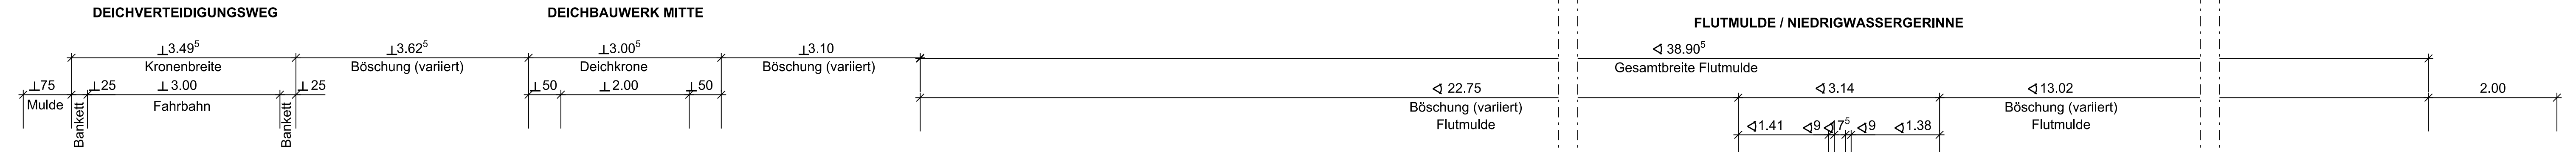 DEICHVERTEIDIGUNGSWEG
DEICHBAUWERK MITTE
FLUTMULDE / NIEDRIGWASSERGERINNE
⊥3.49⁵
⊥3.62⁵
⊥3.00⁵
⊥3.10
◁ 38.90⁵
Kronenbreite
Böschung (variiert)
Deichkrone
Böschung (variiert)
Gesamtbreite Flutmulde
⊥75
⊥25
⊥3.00
⊥25
⊥50
⊥2.00
⊥50
◁ 22.75
◁3.14
◁13.02
2.00
Mulde
Bankett
Fahrbahn
Bankett
Böschung (variiert)
Flutmulde
Böschung (variiert)
Flutmulde
◁1.41
◁9
◁7⁵
◁9
◁1.38